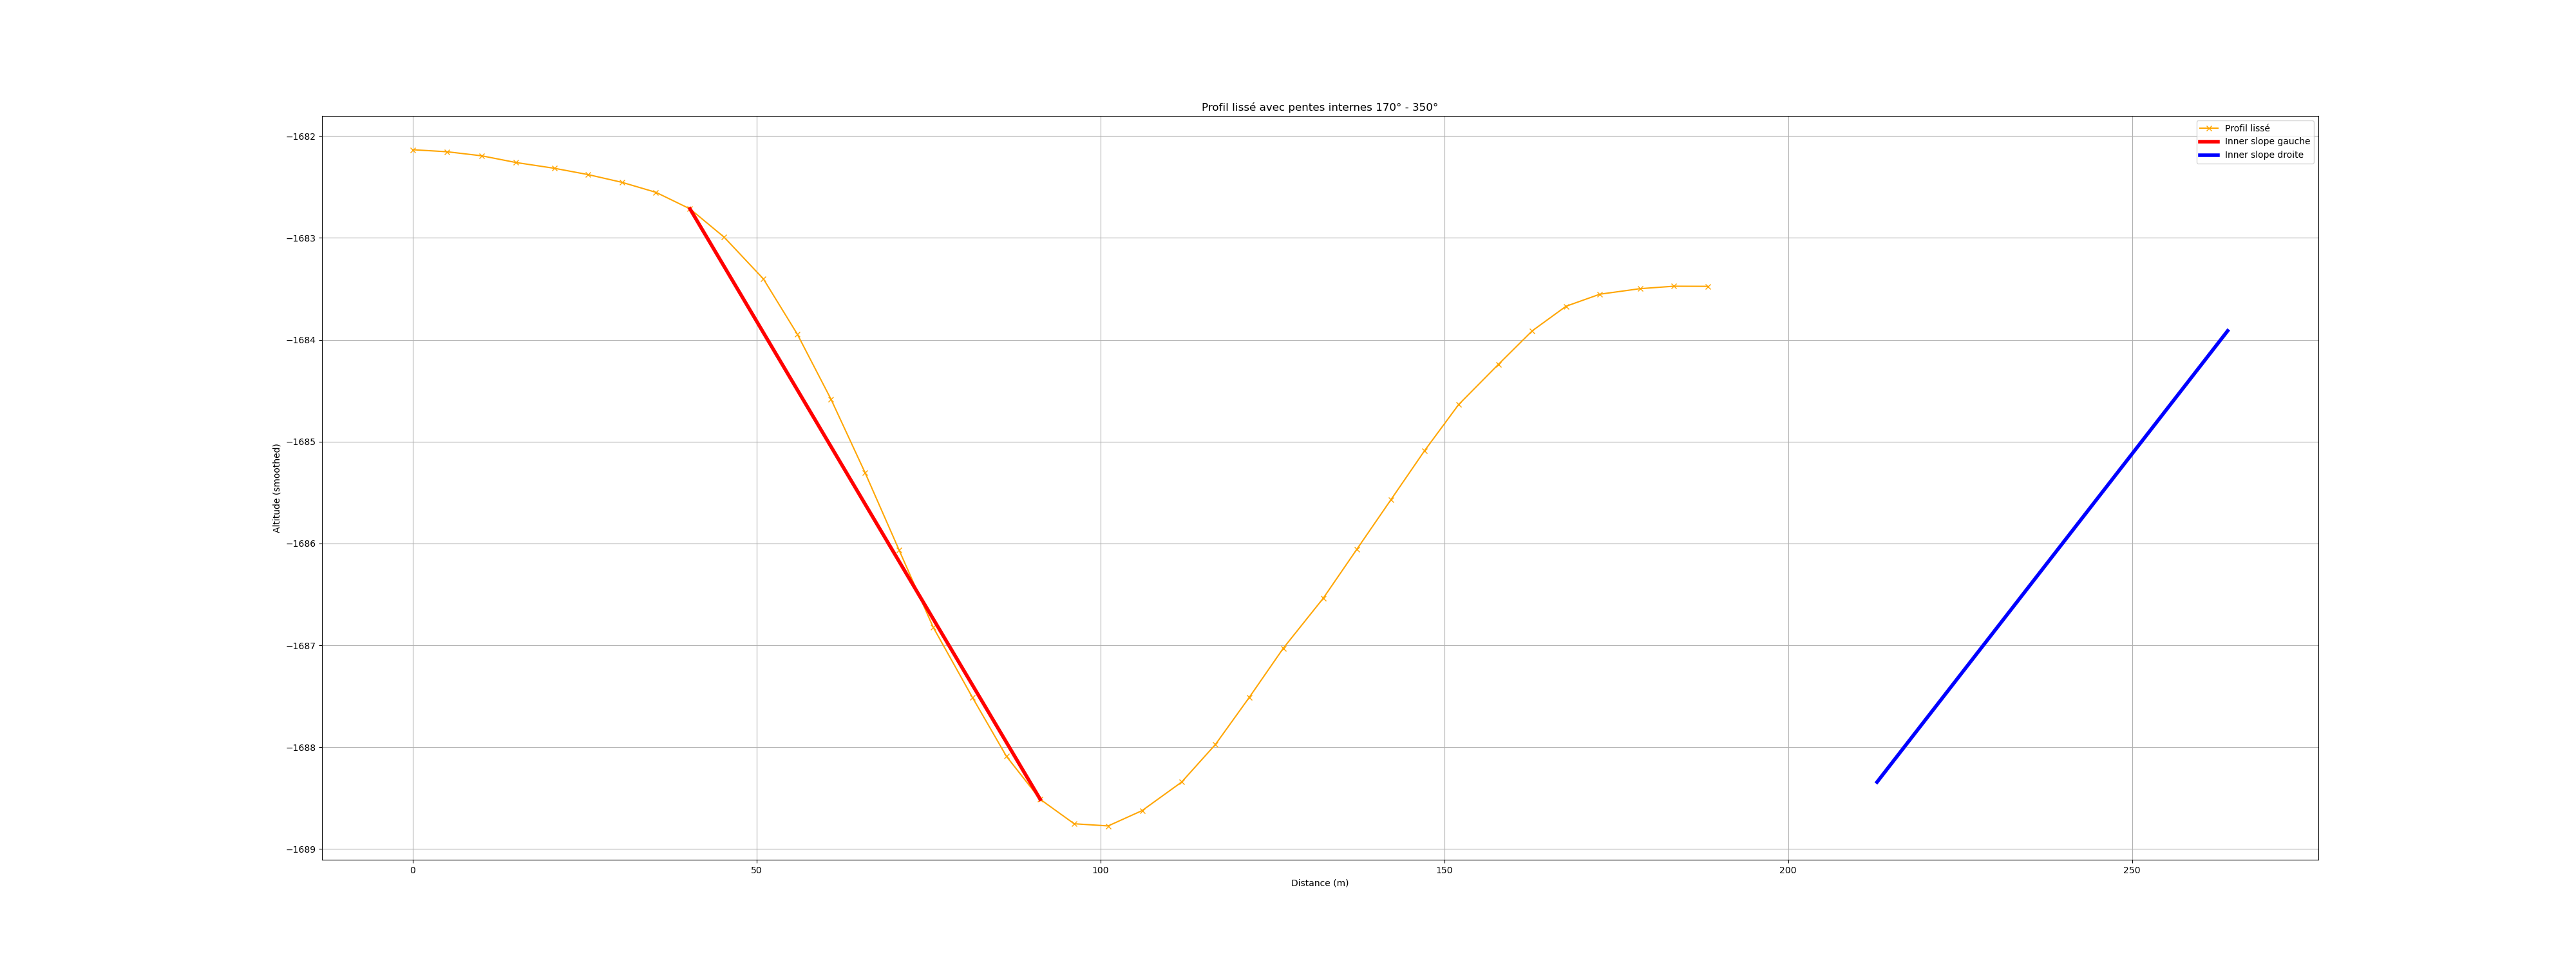 Profil lissé avec pentes internes 170° - 350°
Profil lissé
Inner slope gauche
Inner slope droite
−1682
−1683
−1684
−1685
−1686
−1687
−1688
−1689
Altitude (smoothed)
0
50
100
150
200
250
Distance (m)